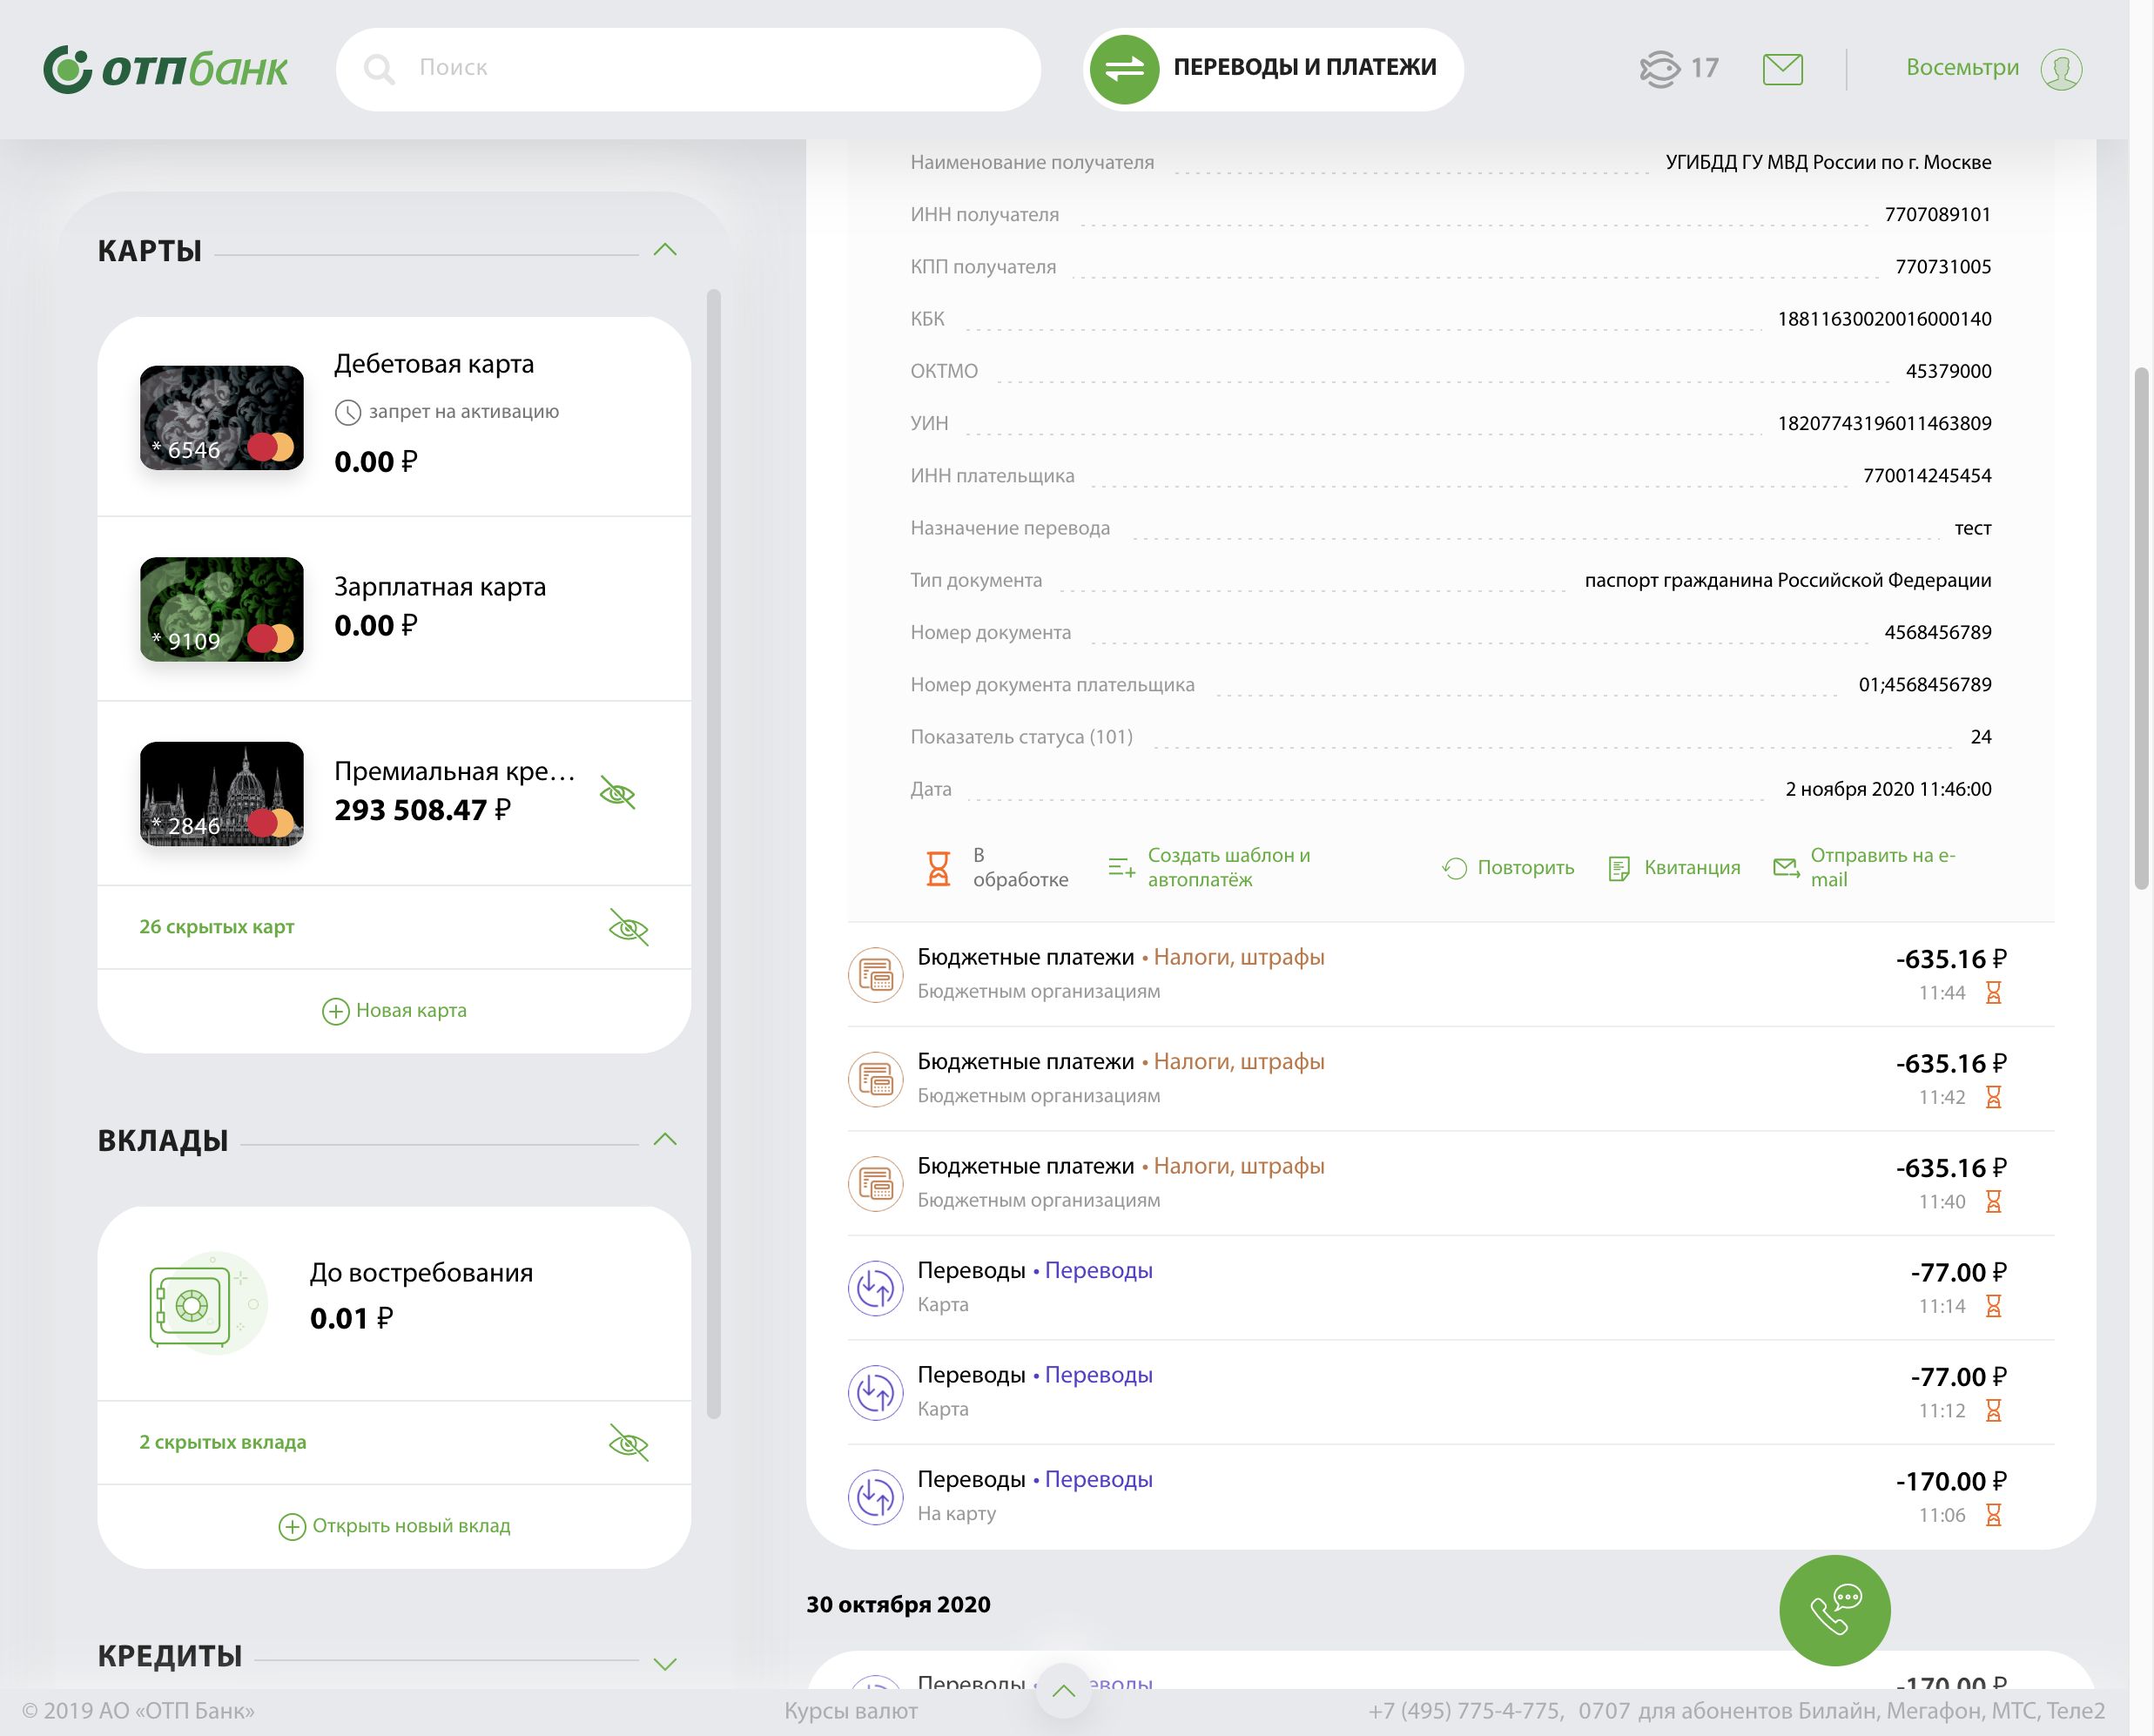 отпбанк
Поиск
ПЕРЕВОДЫ И ПЛАТЕЖИ
17
Восемьтри
КАРТЫ
Дебетовая карта
запрет на активацию
* 6546
0.00 ₽
Зарплатная карта
0.00 ₽
* 9109
Премиальная кре...
293 508.47 ₽
* 2846
26 скрытых карт
Новая карта
ВКЛАДЫ
До востребования
0.01 ₽
2 скрытых вклада
Открыть новый вклад
КРЕДИТЫ
Наименование получателя УГИБДД ГУ МВД России по г. Москве
ИНН получателя 7707089101
КПП получателя 770731005
КБК 18811630020016000140
ОКТМО 45379000
УИН 18207743196011463809
ИНН плательщика 770014245454
Назначение перевода тест
Тип документа паспорт гражданина Российской Федерации
Номер документа 4568456789
Номер документа плательщика 01;4568456789
Показатель статуса (101) 24
Дата 2 ноября 2020 11:46:00
В обработке
Создать шаблон и
автоплатёж
Повторить
Квитанция
Отправить на e-
mail
Бюджетные платежи • Налоги, штрафы -635.16 ₽
Бюджетным организациям 11:44
Бюджетные платежи • Налоги, штрафы -635.16 ₽
Бюджетным организациям 11:42
Бюджетные платежи • Налоги, штрафы -635.16 ₽
Бюджетным организациям 11:40
Переводы • Переводы -77.00 ₽
Карта 11:14
Переводы • Переводы -77.00 ₽
Карта 11:12
Переводы • Переводы -170.00 ₽
На карту 11:06
30 октября 2020
Переводы • Переводы -170.00 ₽
© 2019 АО «ОТП Банк» Курсы валют +7 (495) 775-4-775, 0707 для абонентов Билайн, Мегафон, МТС, Теле2